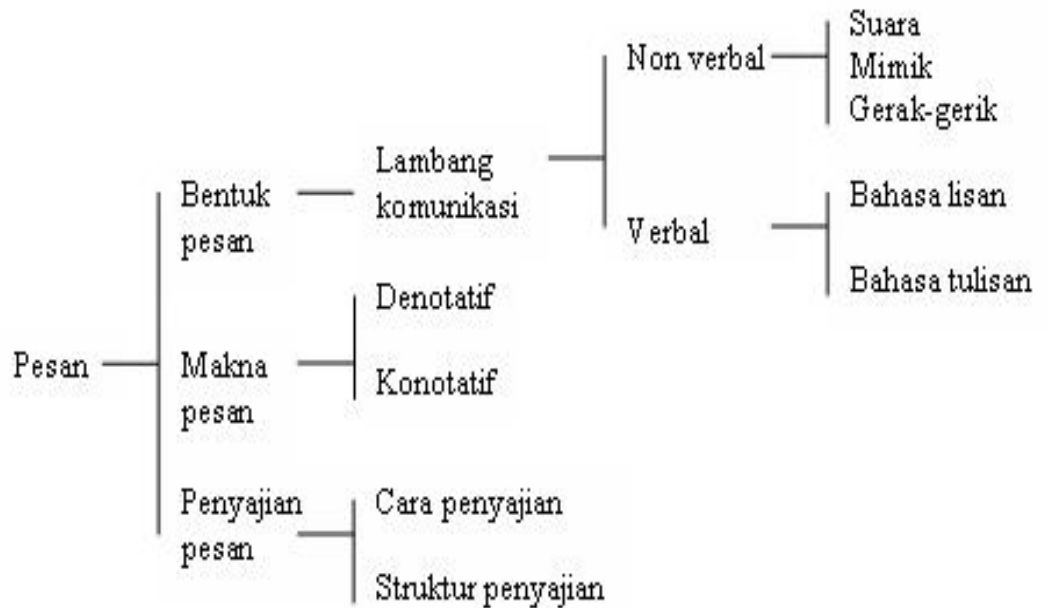 Pesan
Bentuk
pesan
Lambang
komunikasi
Non verbal
Suara
Mimik
Gerak-gerik
Verbal
Bahasa lisan
Bahasa tulisan
Makna
pesan
Denotatif
Konotatif
Penyajian
pesan
Cara penyajian
Struktur penyajian